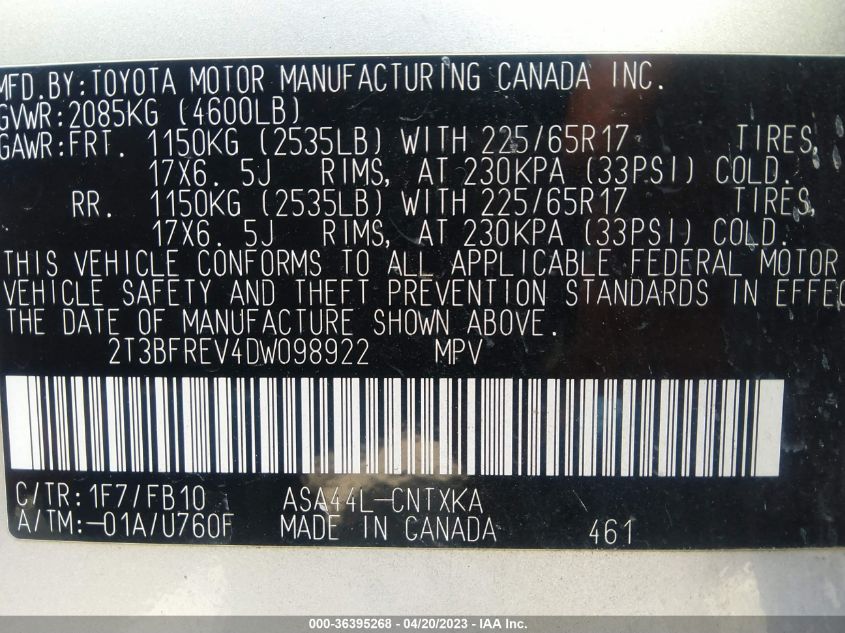 MFD.BY:TOYOTA MOTOR MANUFACTURING CANADA INC.
GVWR:2085KG (4600LB)
GAWR:FRT. 1150KG (2535LB) WITH 225/65R17 TIRES,
17X6. 5J RIMS, AT 230KPA (33PSI) COLD.
RR. 1150KG (2535LB) WITH 225/65R17 TIRES,
17X6. 5J RIMS, AT 230KPA (33PSI) COLD.
THIS VEHICLE CONFORMS TO ALL APPLICABLE FEDERAL MOTOR
VEHICLE SAFETY AND THEFT PREVENTION STANDARDS IN EFFEC
THE DATE OF MANUFACTURE SHOWN ABOVE.
2T3BFREV4DW098922 MPV
C/TR:1F7/FB10 ASA44L-CNTXKA
A/TM:-01A/U760F MADE IN CANADA 461
000-36395268 - 04/20/2023 - IAA Inc.